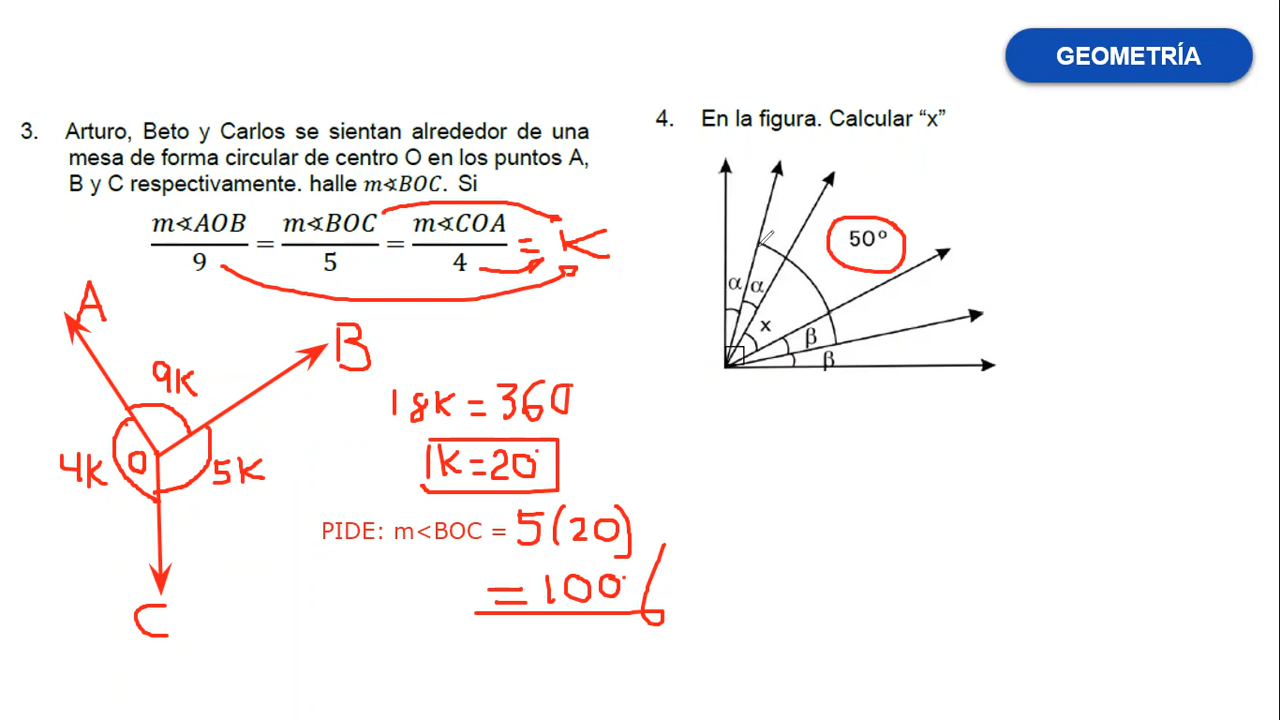 GEOMETRÍA
3. Arturo, Beto y Carlos se sientan alrededor de una
mesa de forma circular de centro O en los puntos A,
B y C respectivamente. halle m∢BOC. Si
m∢AOB/9 = m∢BOC/5 = m∢COA/4 = K
A
B
9K
4K
O
5K
C
18K = 360
K = 20°
PIDE: m<BOC = 5(20)
= 100°
4. En la figura. Calcular “x”
50º
α α
x
β
β